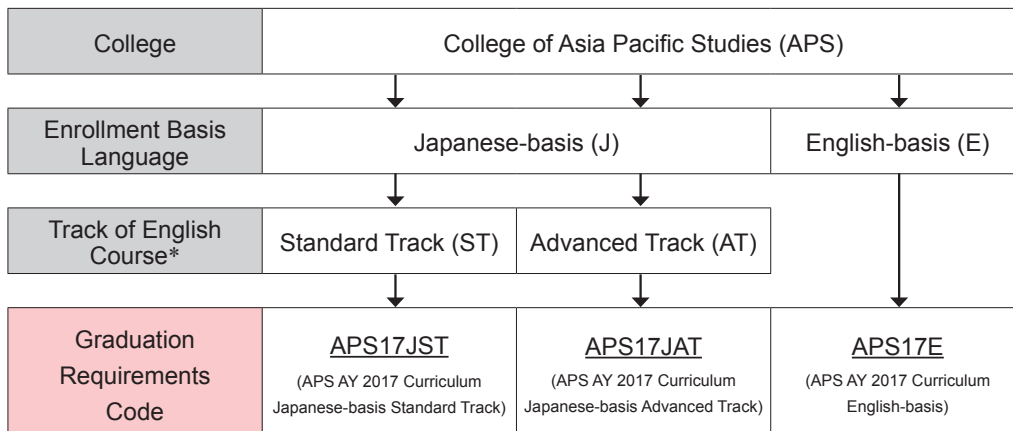 College
College of Asia Pacific Studies (APS)
Enrollment Basis
Language
Japanese-basis (J)
English-basis (E)
Track of English
Course*
Standard Track (ST)
Advanced Track (AT)
Graduation
Requirements
Code
APS17JST
(APS AY 2017 Curriculum
Japanese-basis Standard Track)
APS17JAT
(APS AY 2017 Curriculum
Japanese-basis Advanced Track)
APS17E
(APS AY 2017 Curriculum
English-basis)